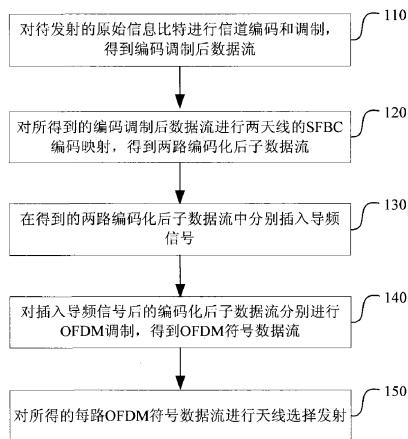 110
对待发射的原始信息比特进行信道编码和调制，
得到编码调制后数据流
120
对所得到的编码调制后数据流进行两天线的SFBC
编码映射，得到两路编码化后子数据流
130
在得到的两路编码化后子数据流中分别插入导频
信号
140
对插入导频信号后的编码化后子数据流分别进行
OFDM调制，得到OFDM符号数据流
150
对所得的每路OFDM符号数据流进行天线选择发射